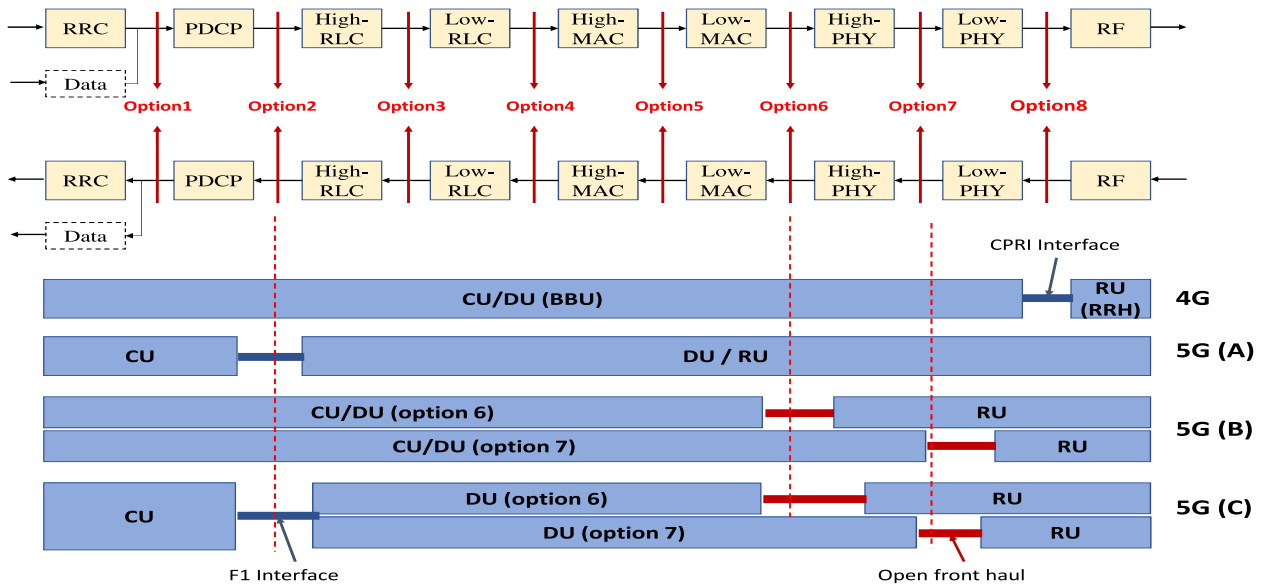 RRC
PDCP
High-
RLC
Low-
RLC
High-
MAC
Low-
MAC
High-
PHY
Low-
PHY
RF
Data
Option1
Option2
Option3
Option4
Option5
Option6
Option7
Option8
RRC
PDCP
High-
RLC
Low-
RLC
High-
MAC
Low-
MAC
High-
PHY
Low-
PHY
RF
Data
CPRI Interface
CU/DU (BBU)
RU
(RRH)
4G
CU
DU / RU
5G (A)
CU/DU (option 6)
RU
CU/DU (option 7)
RU
5G (B)
CU
DU (option 6)
RU
DU (option 7)
RU
5G (C)
F1 Interface
Open front haul